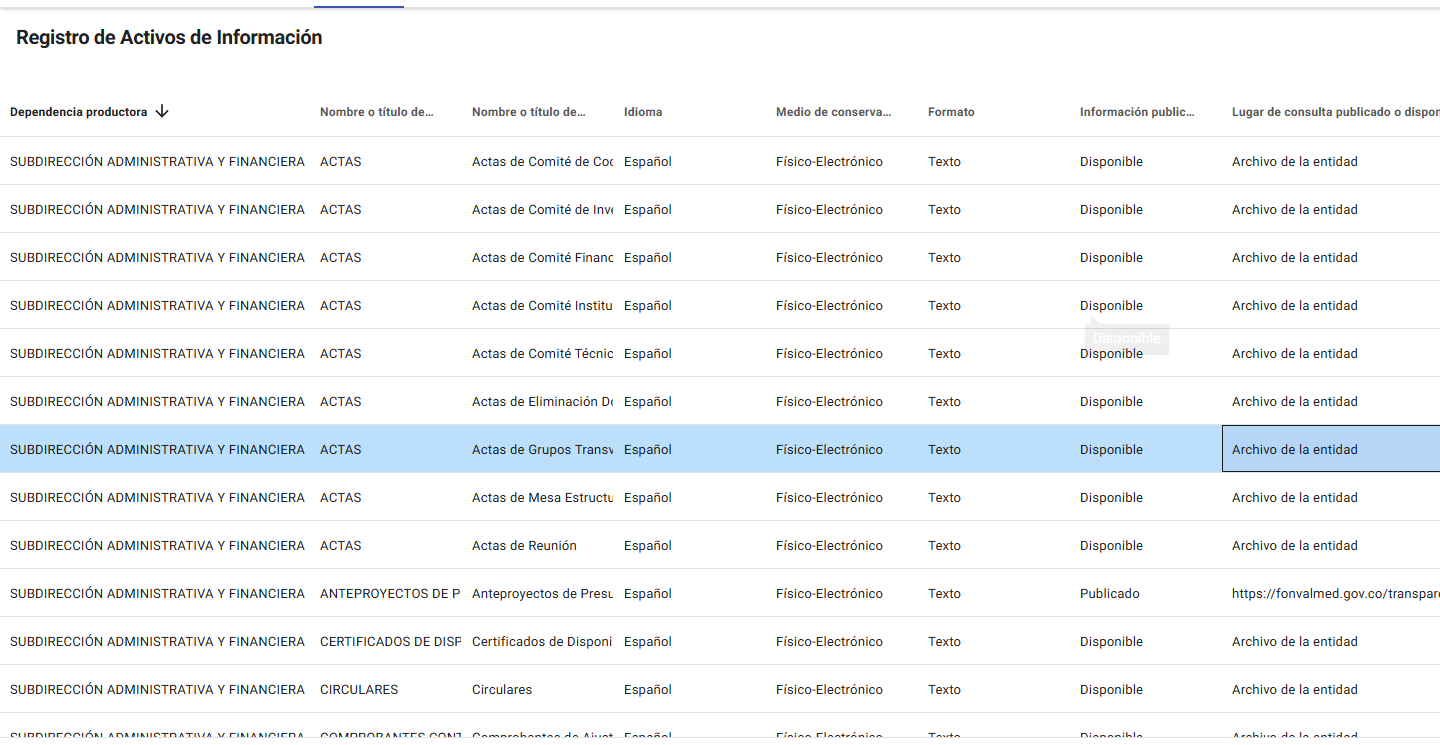 Registro de Activos de Información
Dependencia productora Nombre o título de... Nombre o título de... Idioma Medio de conserva... Formato Información public... Lugar de consulta publicado o dispon
SUBDIRECCIÓN ADMINISTRATIVA Y FINANCIERA ACTAS Actas de Comité de Coo Español Físico-Electrónico Texto Disponible Archivo de la entidad
SUBDIRECCIÓN ADMINISTRATIVA Y FINANCIERA ACTAS Actas de Comité de Inve Español Físico-Electrónico Texto Disponible Archivo de la entidad
SUBDIRECCIÓN ADMINISTRATIVA Y FINANCIERA ACTAS Actas de Comité Financ Español Físico-Electrónico Texto Disponible Archivo de la entidad
SUBDIRECCIÓN ADMINISTRATIVA Y FINANCIERA ACTAS Actas de Comité Institu Español Físico-Electrónico Texto Disponible Archivo de la entidad
Disponible
SUBDIRECCIÓN ADMINISTRATIVA Y FINANCIERA ACTAS Actas de Comité Técnic Español Físico-Electrónico Texto Disponible Archivo de la entidad
SUBDIRECCIÓN ADMINISTRATIVA Y FINANCIERA ACTAS Actas de Eliminación Do Español Físico-Electrónico Texto Disponible Archivo de la entidad
SUBDIRECCIÓN ADMINISTRATIVA Y FINANCIERA ACTAS Actas de Grupos Transv Español Físico-Electrónico Texto Disponible Archivo de la entidad
SUBDIRECCIÓN ADMINISTRATIVA Y FINANCIERA ACTAS Actas de Mesa Estructu Español Físico-Electrónico Texto Disponible Archivo de la entidad
SUBDIRECCIÓN ADMINISTRATIVA Y FINANCIERA ACTAS Actas de Reunión Español Físico-Electrónico Texto Disponible Archivo de la entidad
SUBDIRECCIÓN ADMINISTRATIVA Y FINANCIERA ANTEPROYECTOS DE P Anteproyectos de Presu Español Físico-Electrónico Texto Publicado https://fonvalmed.gov.co/transpare
SUBDIRECCIÓN ADMINISTRATIVA Y FINANCIERA CERTIFICADOS DE DISP Certificados de Disponi Español Físico-Electrónico Texto Disponible Archivo de la entidad
SUBDIRECCIÓN ADMINISTRATIVA Y FINANCIERA CIRCULARES Circulares Español Físico-Electrónico Texto Disponible Archivo de la entidad
SUBDIRECCIÓN ADMINISTRATIVA Y FINANCIERA COMPROBANTES CONT Comprobantes de Ajust Español Físico-Electrónico Texto Disponible Archivo de la entidad